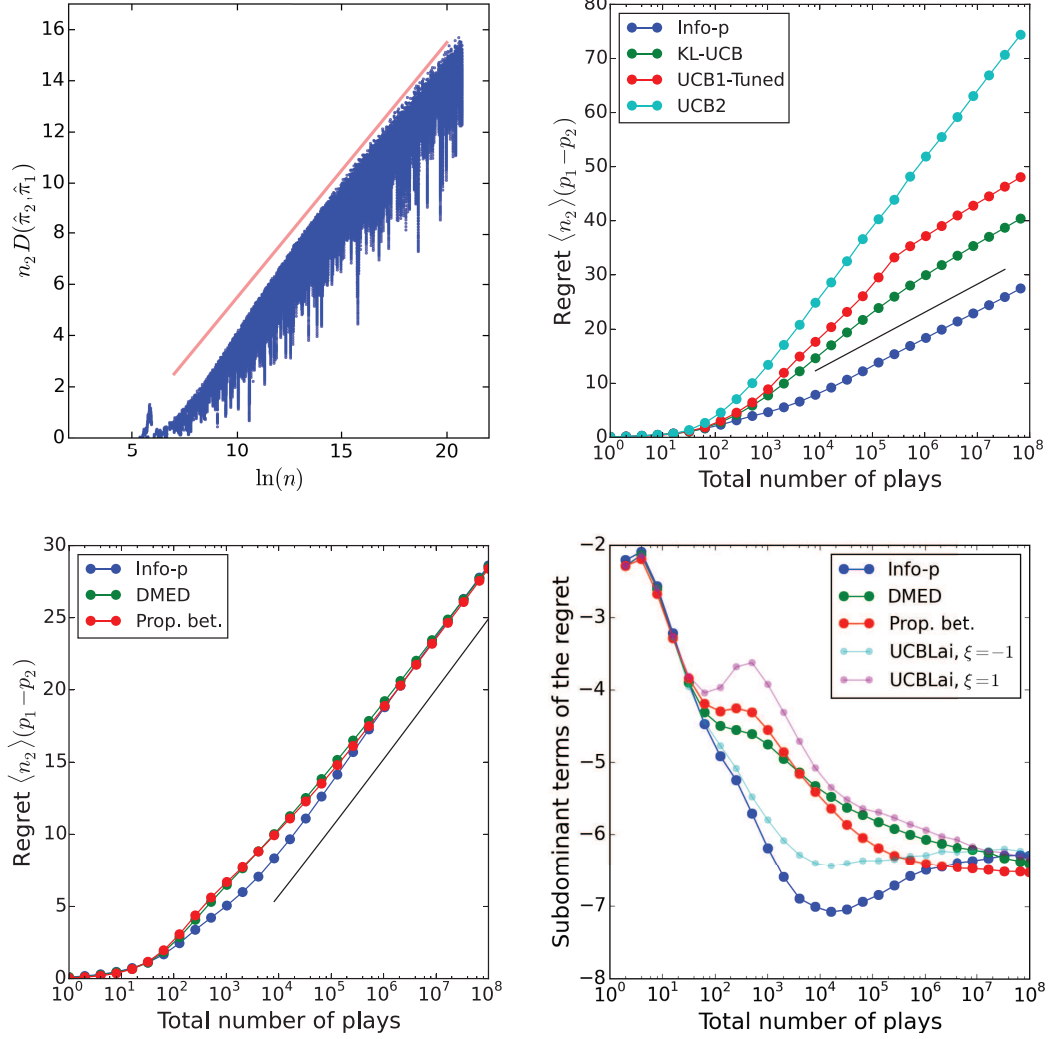 16
14
12
10
8
6
4
2
0
n₂ D(π̂₂, π̂₁)
5
10
15
20
ln(n)
80
70
60
50
40
30
20
10
0
Regret ⟨n₂⟩(p₁−p₂)
Info-p
KL-UCB
UCB1-Tuned
UCB2
10⁰ 10¹ 10² 10³ 10⁴ 10⁵ 10⁶ 10⁷ 10⁸
Total number of plays
30
25
20
15
10
5
0
Regret ⟨n₂⟩(p₁−p₂)
Info-p
DMED
Prop. bet.
10⁰ 10¹ 10² 10³ 10⁴ 10⁵ 10⁶ 10⁷ 10⁸
Total number of plays
−2
−3
−4
−5
−6
−7
−8
Subdominant terms of the regret
Info-p
DMED
Prop. bet.
UCBLai, ξ=−1
UCBLai, ξ=1
10⁰ 10¹ 10² 10³ 10⁴ 10⁵ 10⁶ 10⁷ 10⁸
Total number of plays